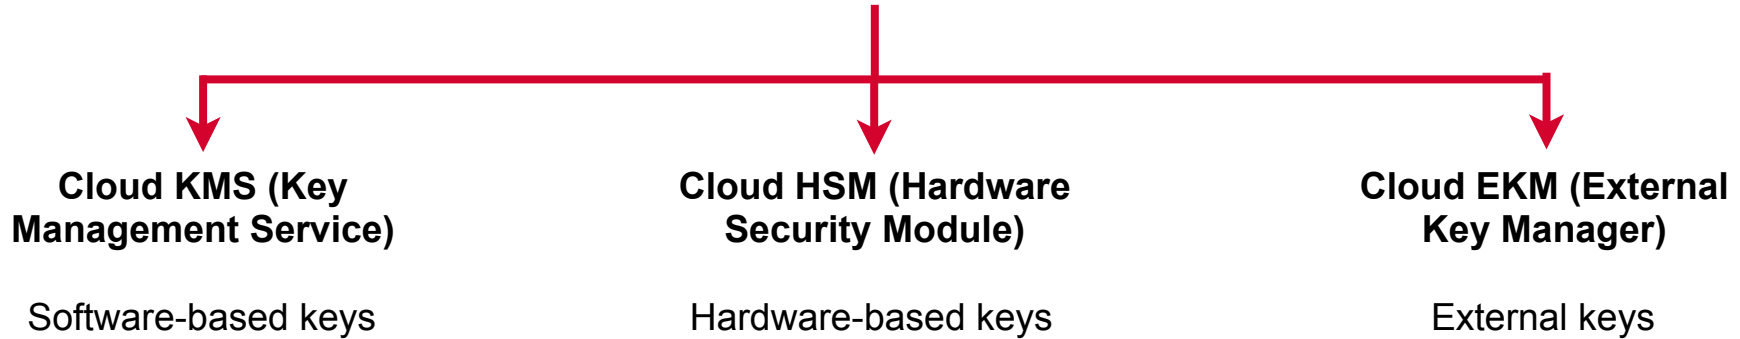 Cloud KMS (Key
Management Service)
Software-based keys
Cloud HSM (Hardware
Security Module)
Hardware-based keys
Cloud EKM (External
Key Manager)
External keys